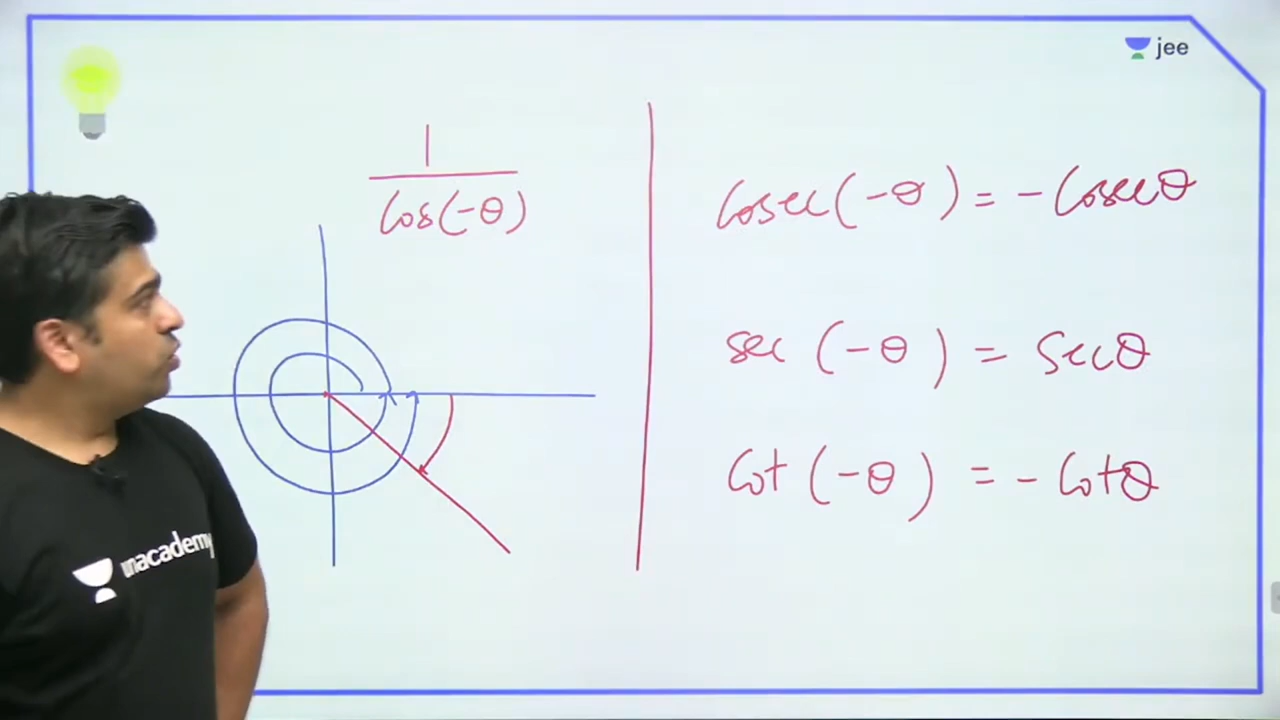 jee
1
Cos(-θ)
Cosec(-θ) = - Cosecθ
sec (-θ) = Secθ
Cot (-θ) = - Cotθ
unacademy